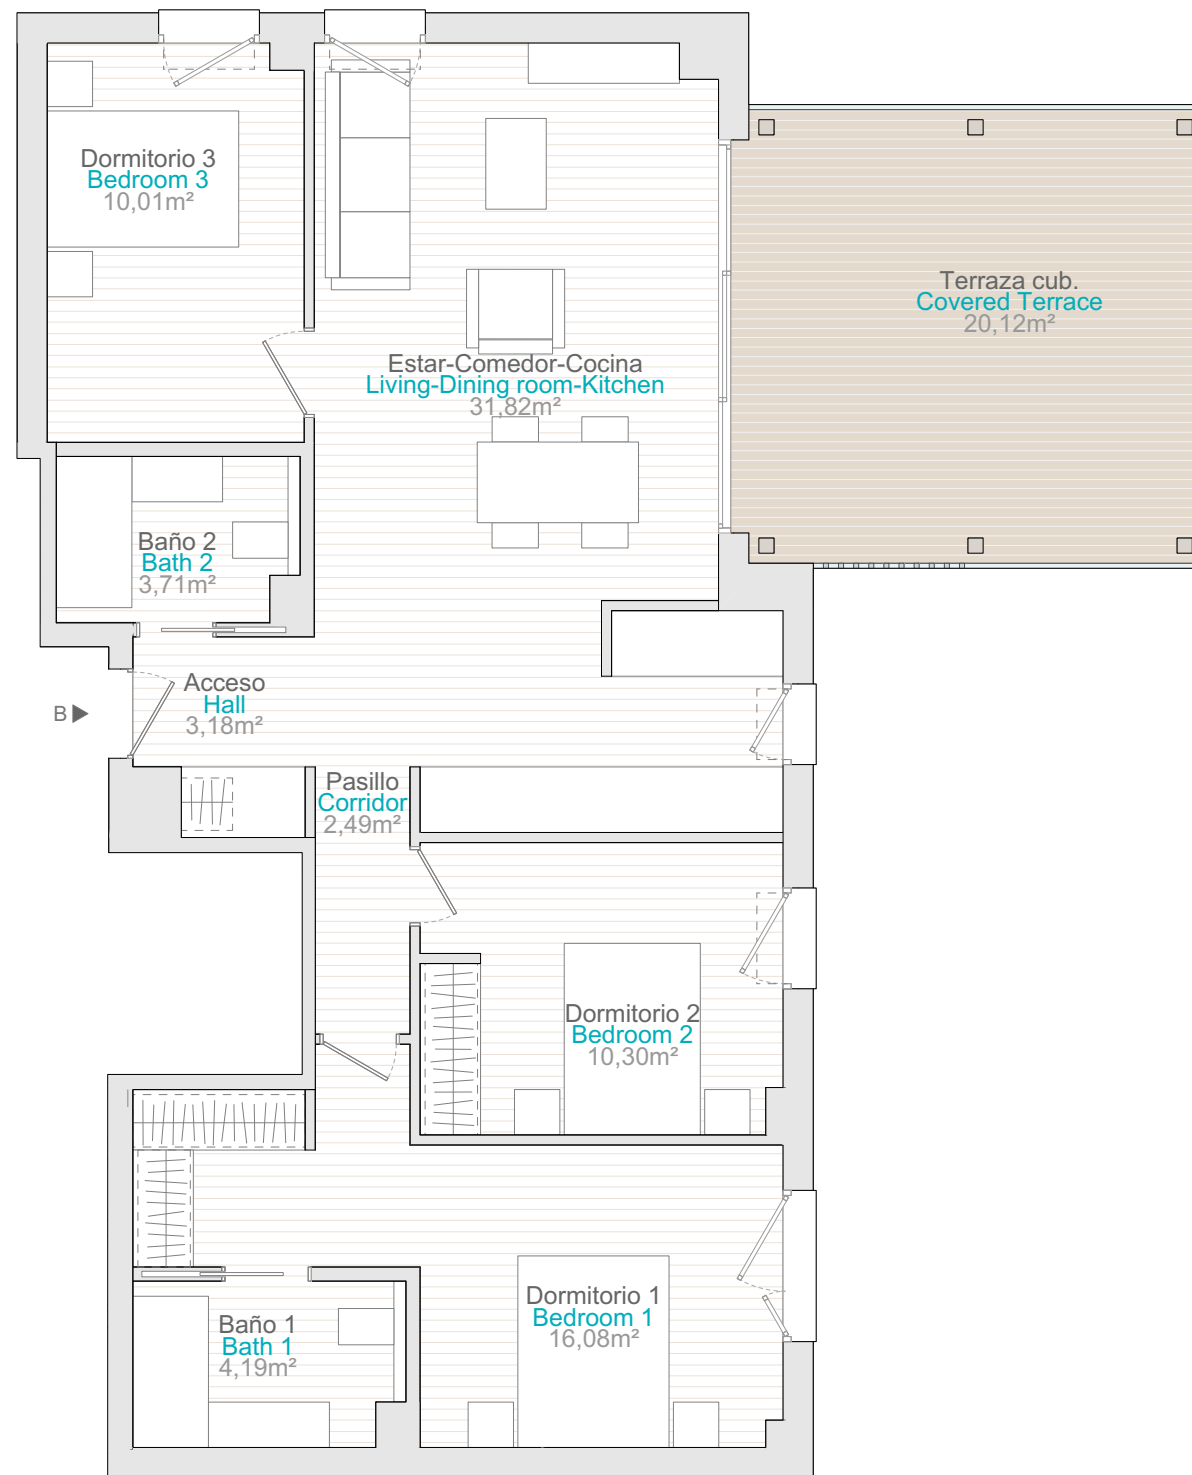 Dormitorio 3
Bedroom 3
10,01m²
Terraza cub.
Covered Terrace
20,12m²
Estar-Comedor-Cocina
Living-Dining room-Kitchen
31,82m²
Baño 2
Bath 2
3,71m²
Acceso
Hall
3,18m²
B
Pasillo
Corridor
2,49m²
Dormitorio 2
Bedroom 2
10,30m²
Dormitorio 1
Bedroom 1
16,08m²
Baño 1
Bath 1
4,19m²